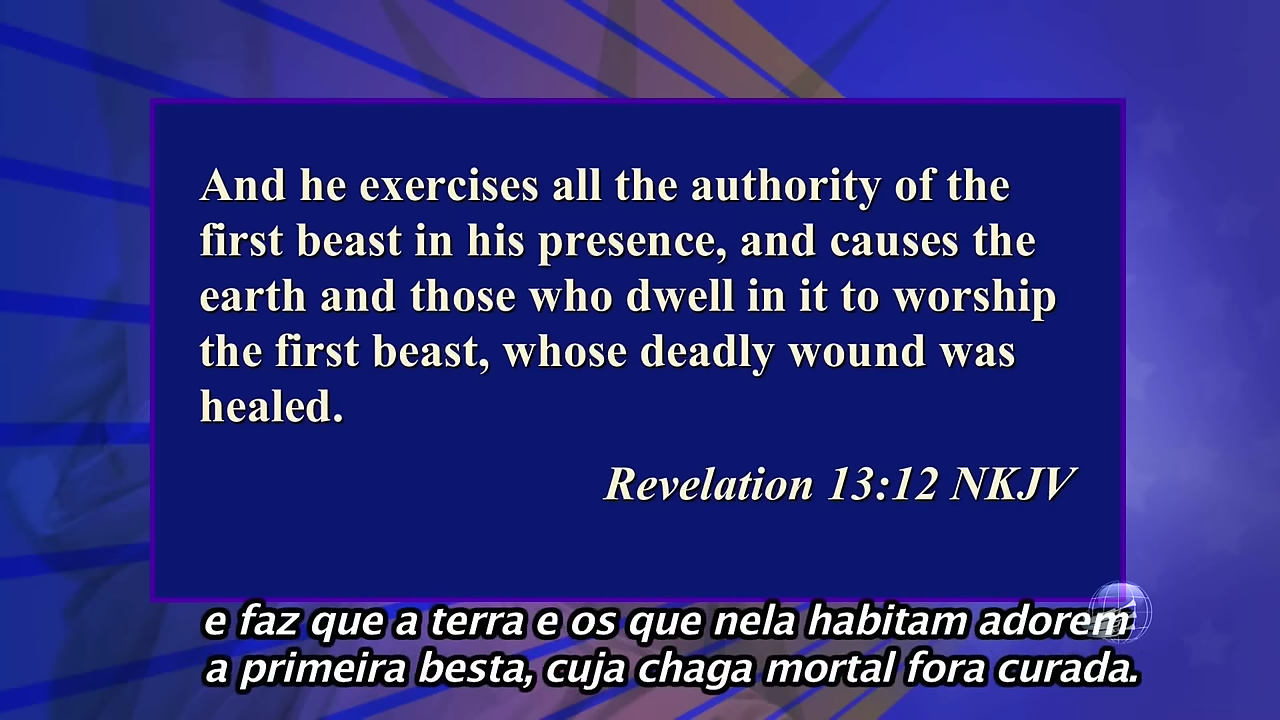 And he exercises all the authority of the
first beast in his presence, and causes the
earth and those who dwell in it to worship
the first beast, whose deadly wound was
healed.
Revelation 13:12 NKJV
e faz que a terra e os que nela habitam adorem
a primeira besta, cuja chaga mortal fora curada.